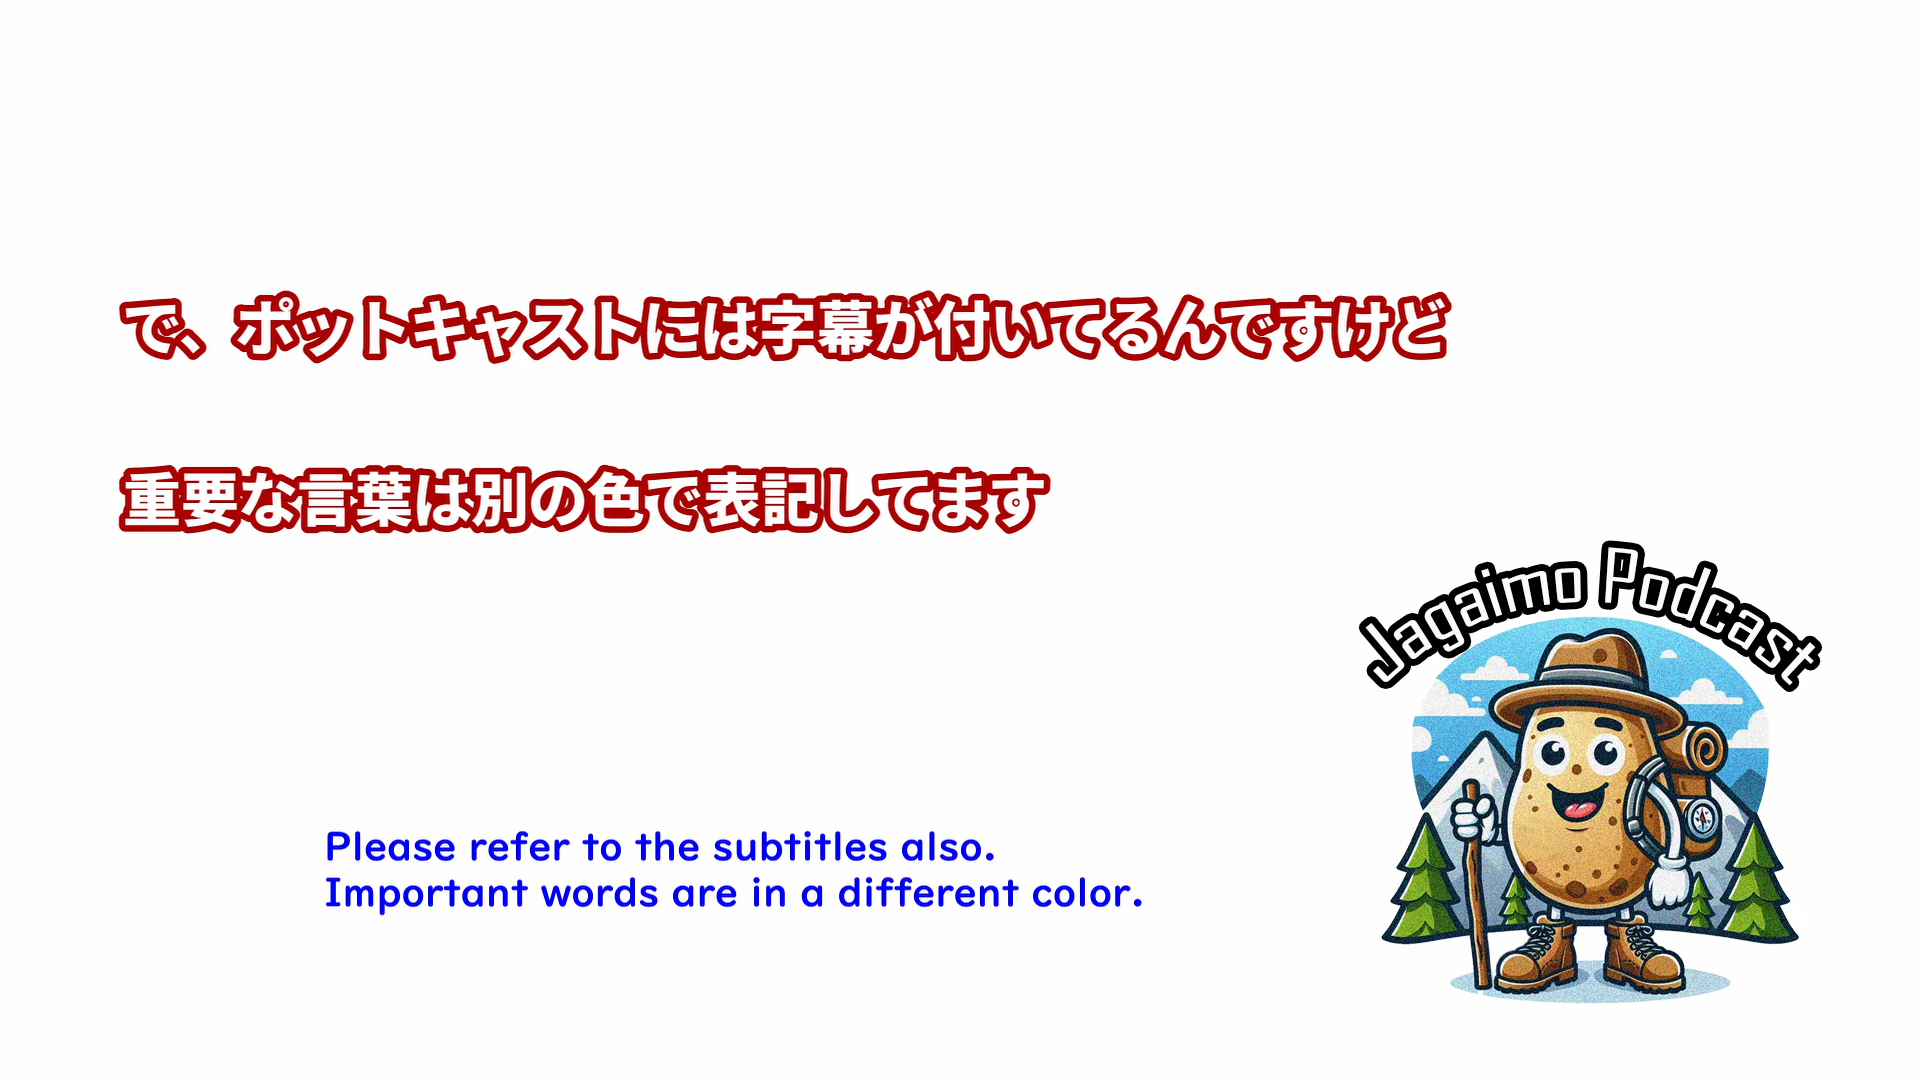 で、ポットキャストには字幕が付いてるんですけど
重要な言葉は別の色で表記してます
Jagaimo Podcast
Please refer to the subtitles also.
Important words are in a different color.